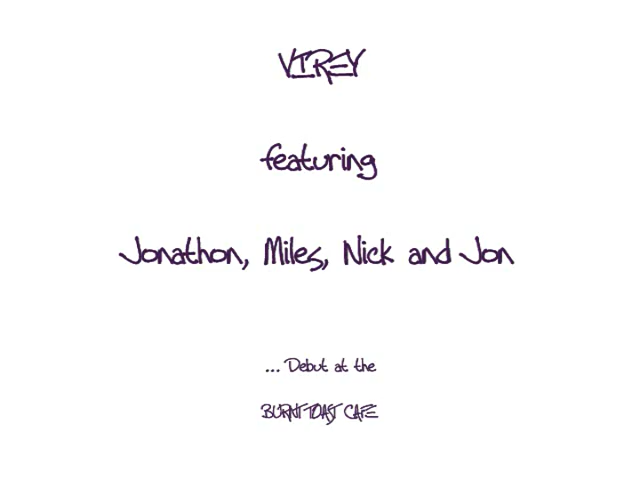 VIREY
featuring
Jonathon, Miles, Nick and Jon
... Debut at the
BURNT TOAST CAFE